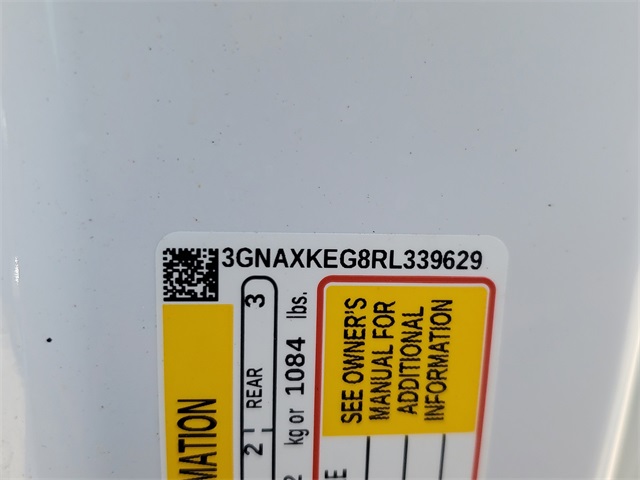 3GNAXKEG8RL339629
MATION
2 REAR 3
kg or 1084 lbs.
SEE OWNER'S
MANUAL FOR
ADDITIONAL
INFORMATION